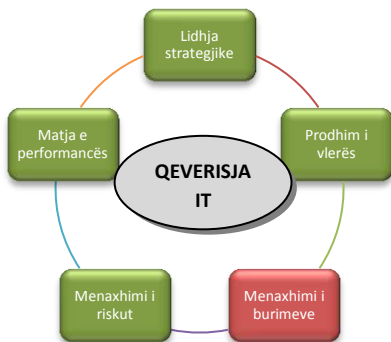 Lidhja
strategjike
Matja e
performancës
Prodhim i
vlerës
QEVERISJA
IT
Menaxhimi i
riskut
Menaxhimi i
burimeve